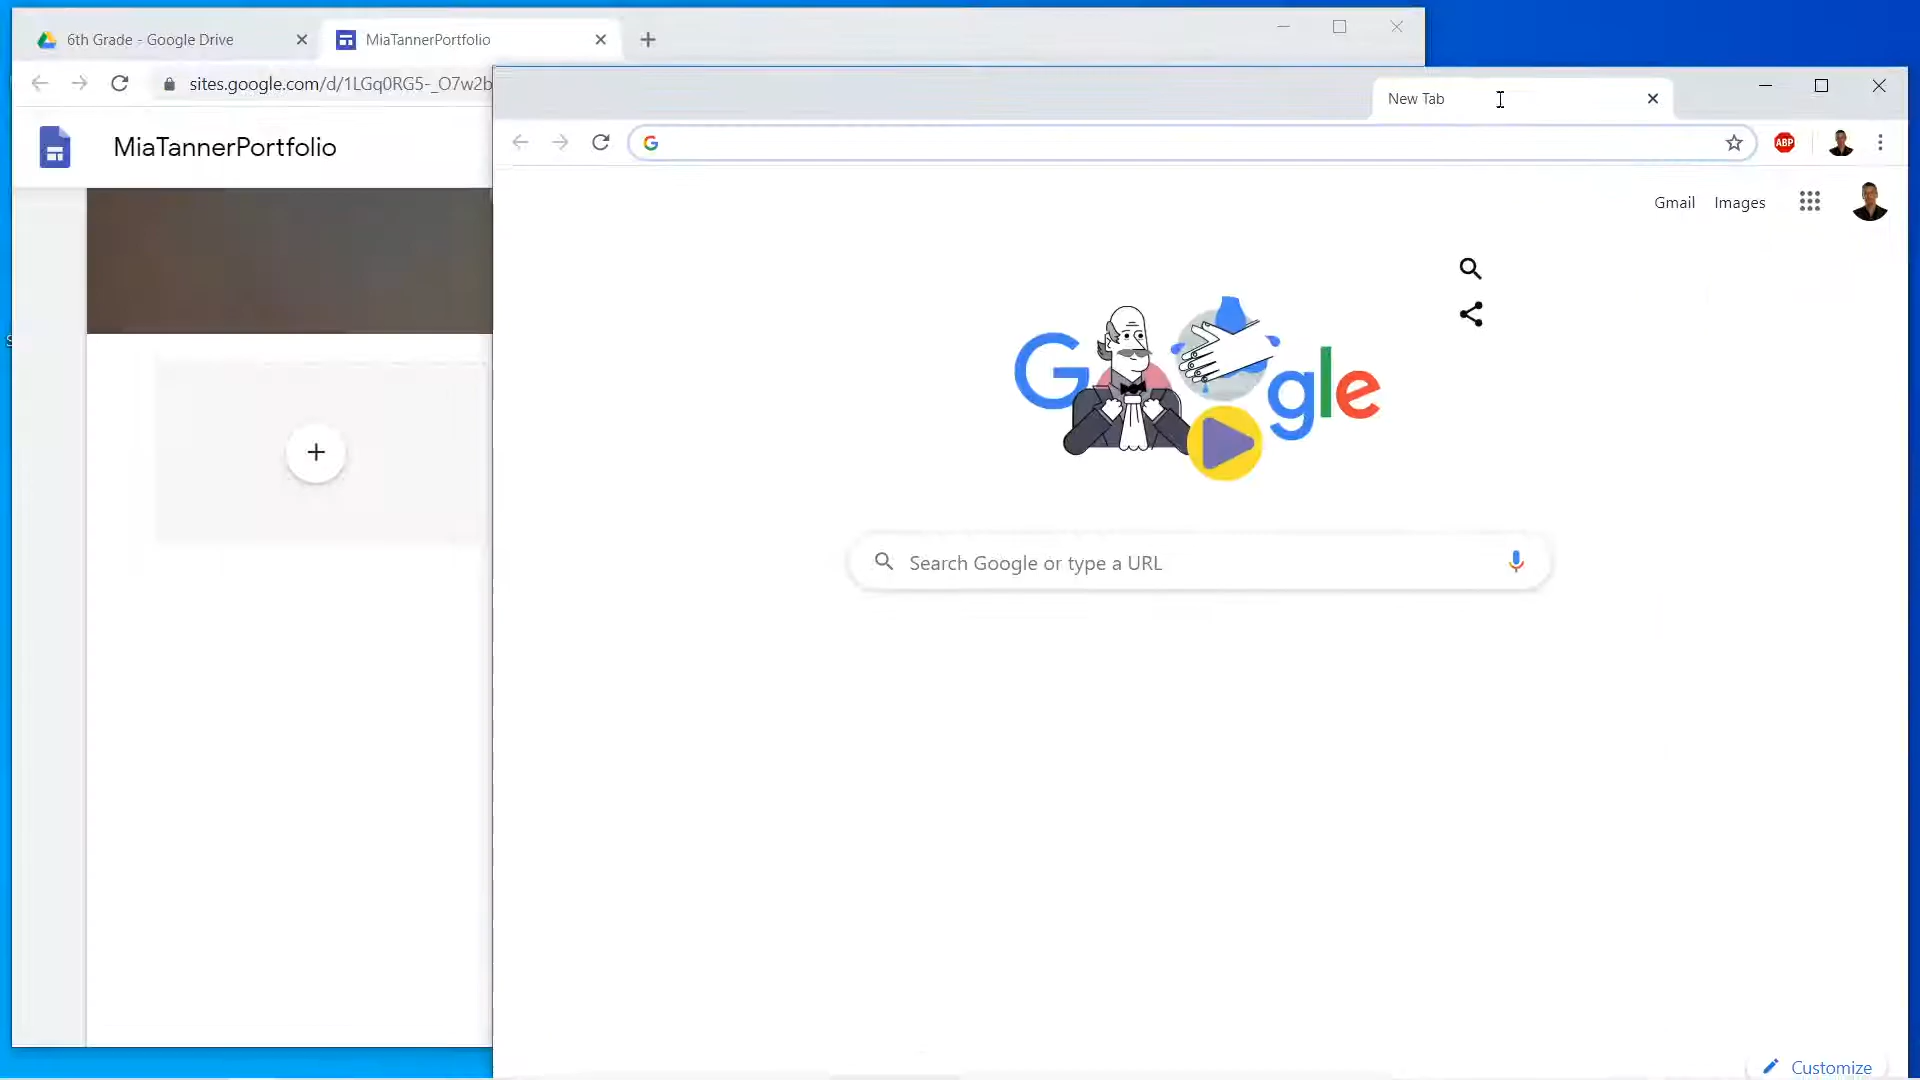 6th Grade - Google Drive
MiaTannerPortfolio
sites.google.com/d/1LGq0RG5-_O7w2b
MiaTannerPortfolio
New Tab
ABP
Gmail
Images
Google
Search Google or type a URL
Customize